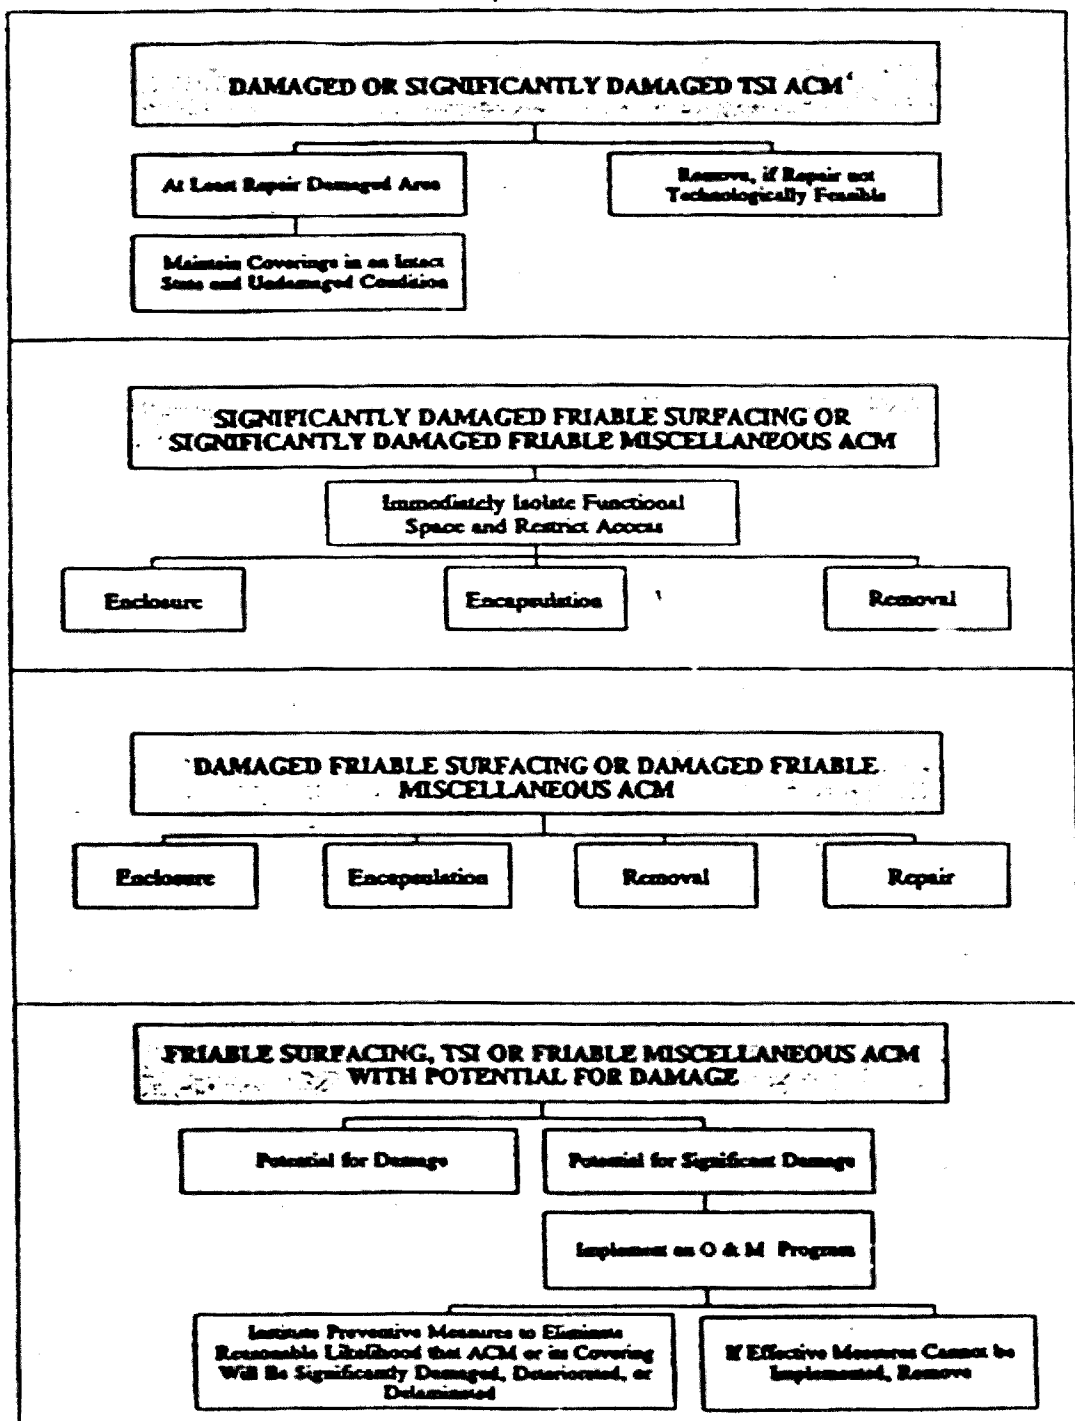 DAMAGED OR SIGNIFICANTLY DAMAGED TSI ACM
At Least Repair Damaged Area
Remove, if Repair not
Technologically Feasible
Maintain Coverings in an Intact
State and Undamaged Condition
SIGNIFICANTLY DAMAGED FRIABLE SURFACING OR
SIGNIFICANTLY DAMAGED FRIABLE MISCELLANEOUS ACM
Immediately Isolate Functional
Space and Restrict Access
Enclosure
Encapsulation
Removal
DAMAGED FRIABLE SURFACING OR DAMAGED FRIABLE
MISCELLANEOUS ACM
Enclosure
Encapsulation
Removal
Repair
FRIABLE SURFACING, TSI OR FRIABLE MISCELLANEOUS ACM
WITH POTENTIAL FOR DAMAGE
Potential for Damage
Potential for Significant Damage
Implement an O & M Program
Institute Preventive Measures to Eliminate
Reasonable Likelihood that ACM or its Covering
Will Be Significantly Damaged, Deteriorated, or
Delaminated
If Effective Measures Cannot be
Implemented, Remove